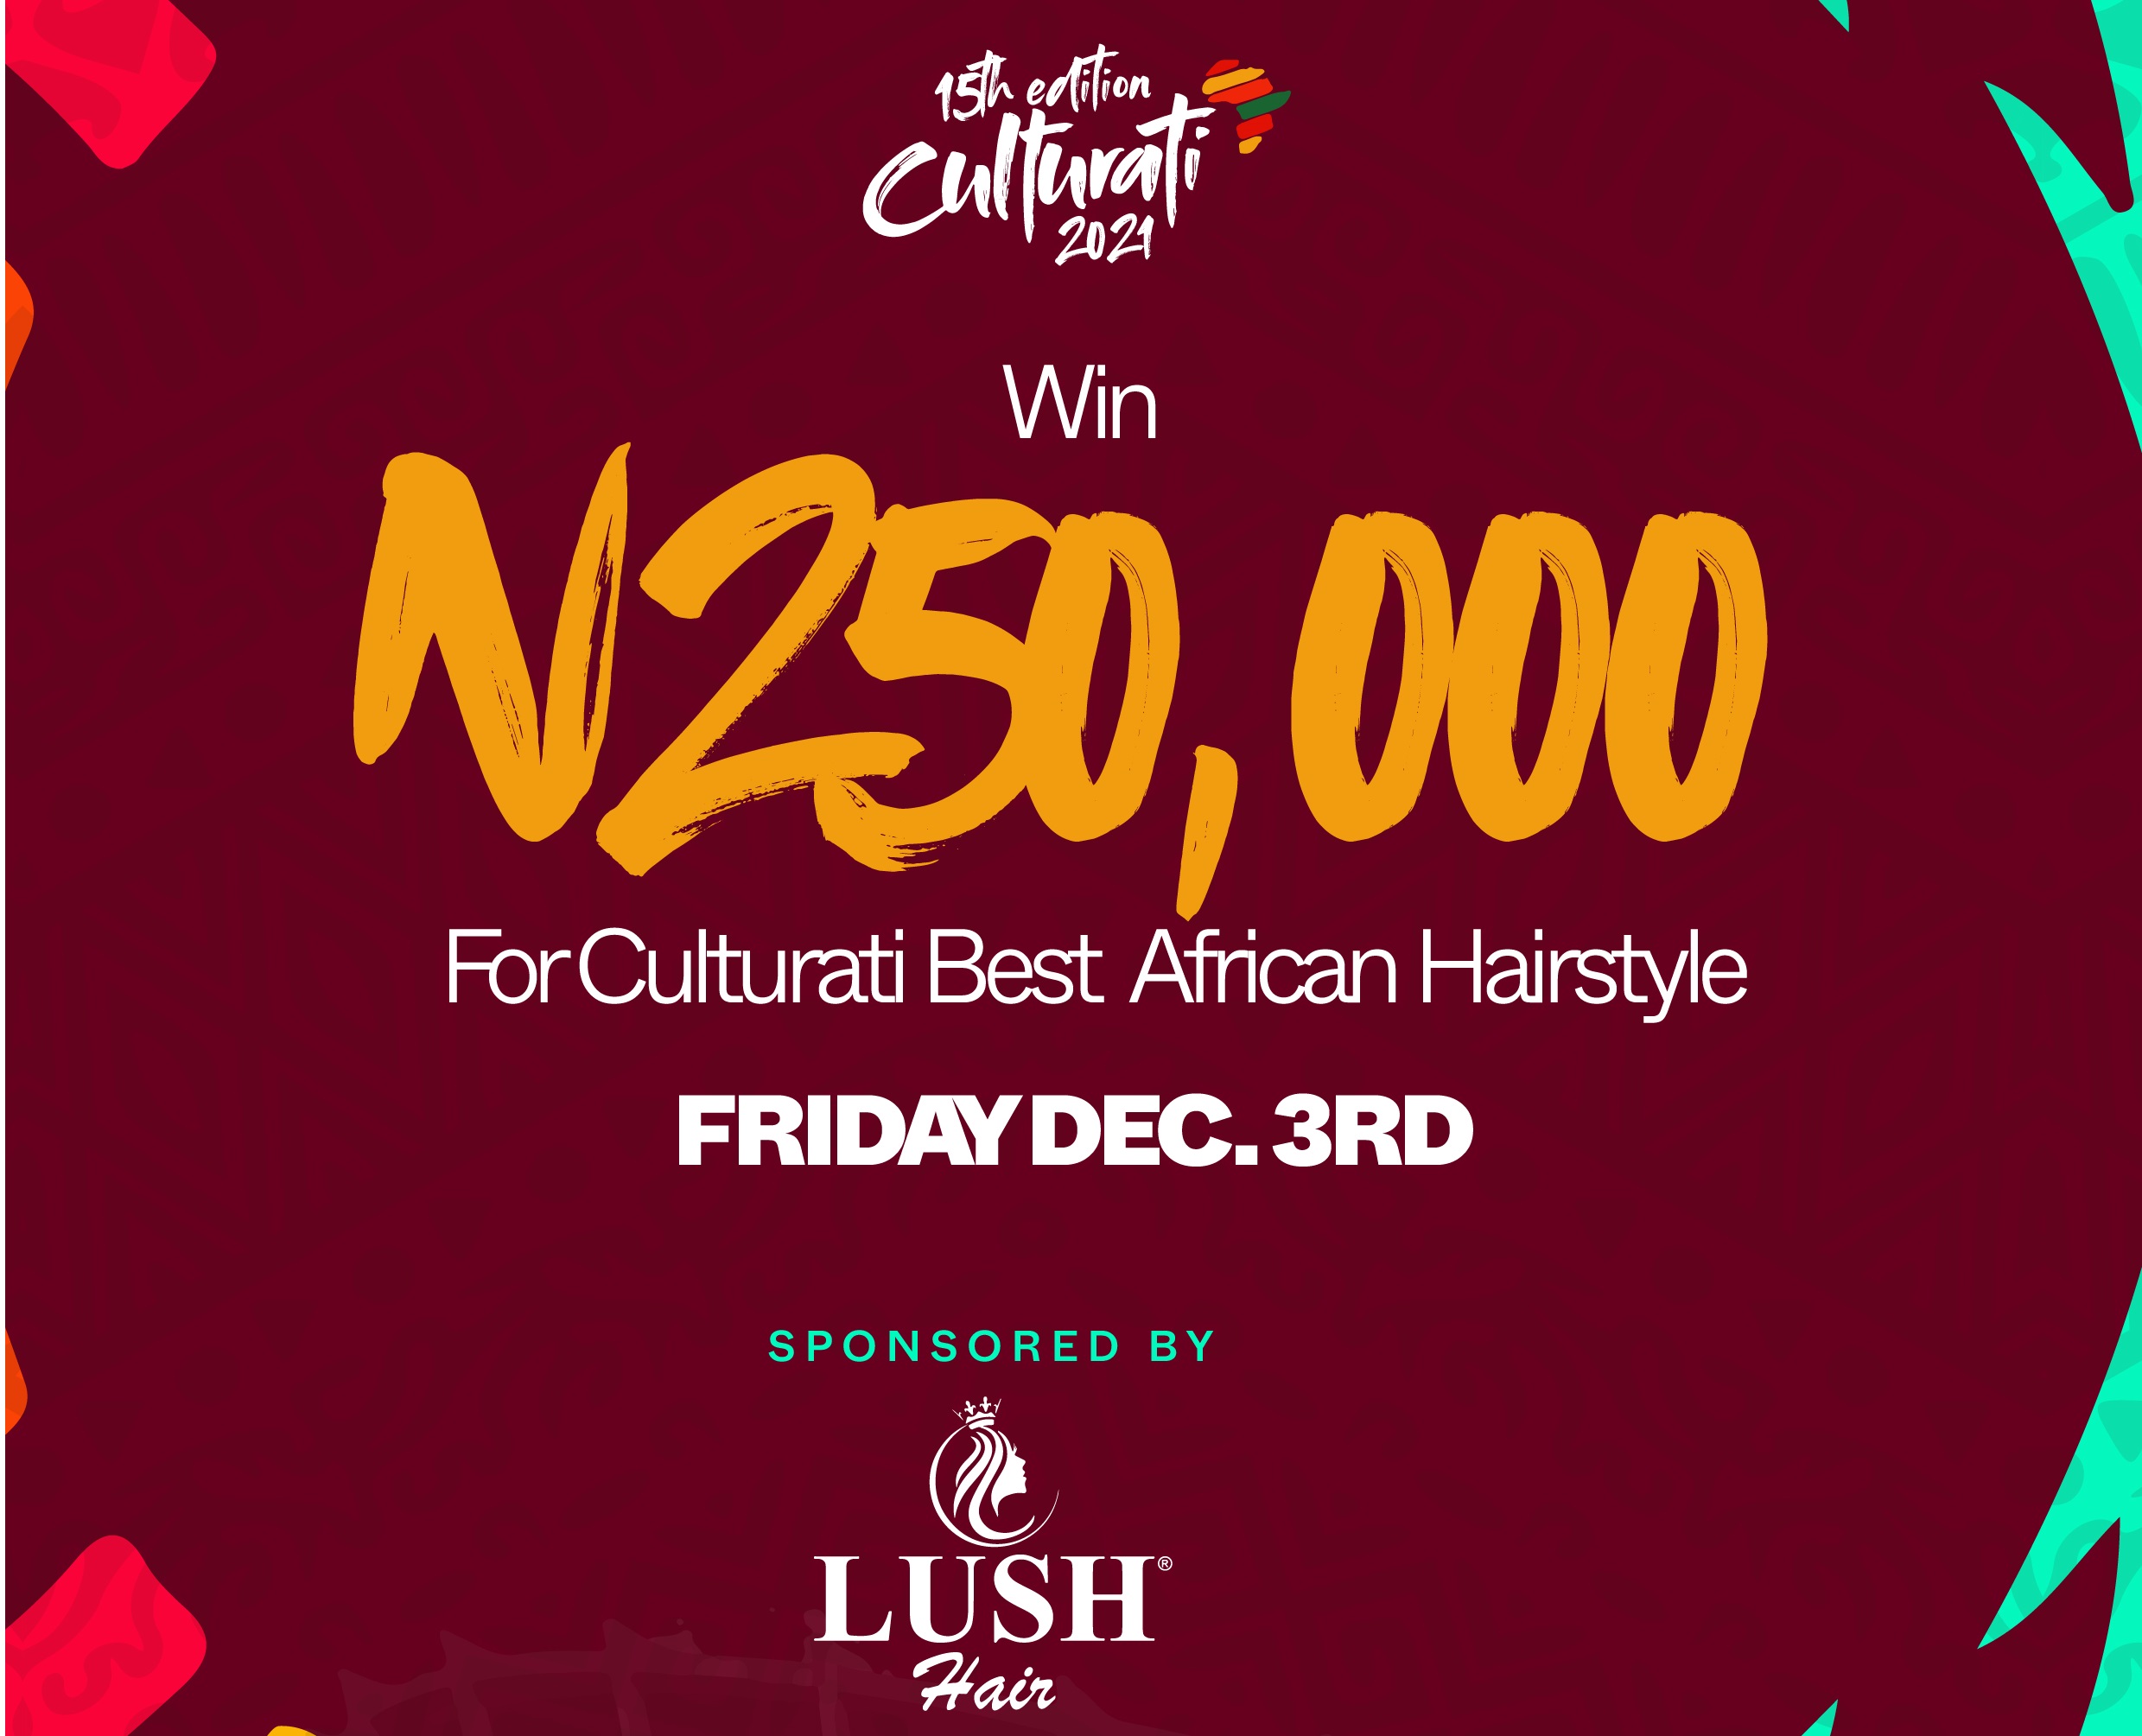 15th edition
Culturati
2021
Win
N250,000
For Culturati Best African Hairstyle
FRIDAY DEC. 3RD
SPONSORED BY
LUSH®
Hair